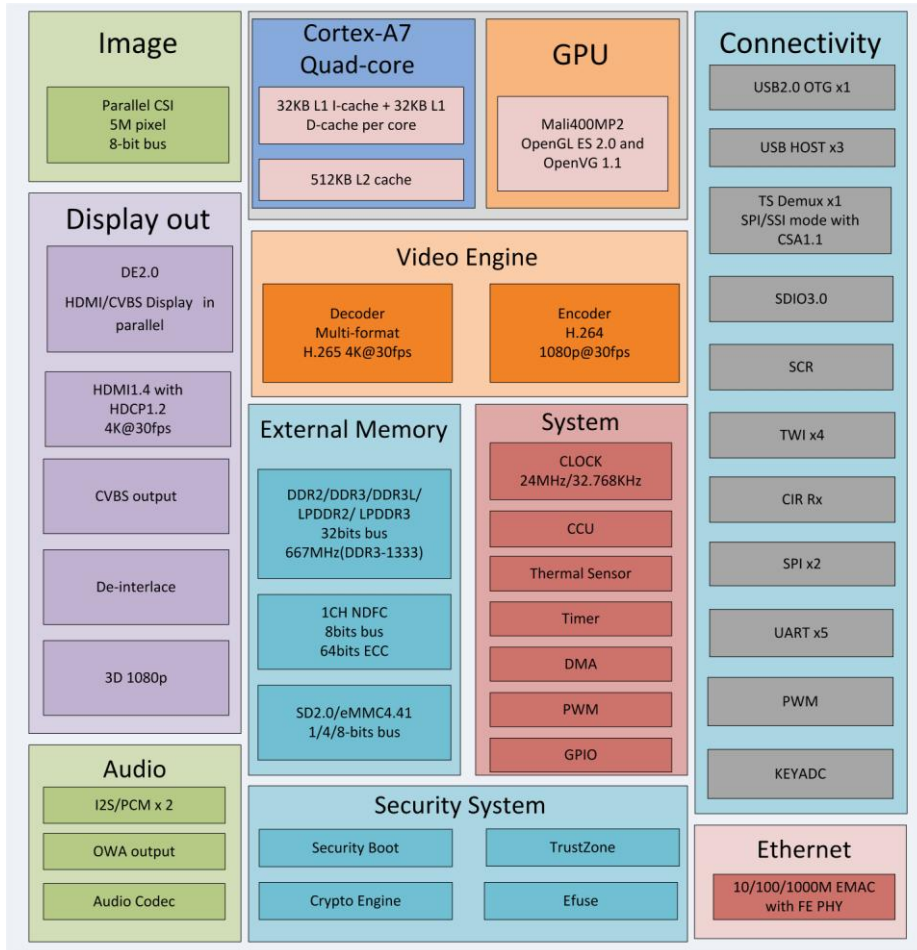 Image
Parallel CSI
5M pixel
8-bit bus
Display out
DE2.0
HDMI/CVBS Display in
parallel
HDMI1.4 with
HDCP1.2
4K@30fps
CVBS output
De-interlace
3D 1080p
Audio
I2S/PCM x 2
OWA output
Audio Codec
Cortex-A7
Quad-core
32KB L1 I-cache + 32KB L1
D-cache per core
512KB L2 cache
GPU
Mali400MP2
OpenGL ES 2.0 and
OpenVG 1.1
Video Engine
Decoder
Multi-format
H.265 4K@30fps
Encoder
H.264
1080p@30fps
External Memory
DDR2/DDR3/DDR3L/
LPDDR2/ LPDDR3
32bits bus
667MHz(DDR3-1333)
1CH NDFC
8bits bus
64bits ECC
SD2.0/eMMC4.41
1/4/8-bits bus
System
CLOCK
24MHz/32.768KHz
CCU
Thermal Sensor
Timer
DMA
PWM
GPIO
Security System
Security Boot
TrustZone
Crypto Engine
Efuse
Connectivity
USB2.0 OTG x1
USB HOST x3
TS Demux x1
SPI/SSI mode with
CSA1.1
SDIO3.0
SCR
TWI x4
CIR Rx
SPI x2
UART x5
PWM
KEYADC
Ethernet
10/100/1000M EMAC
with FE PHY